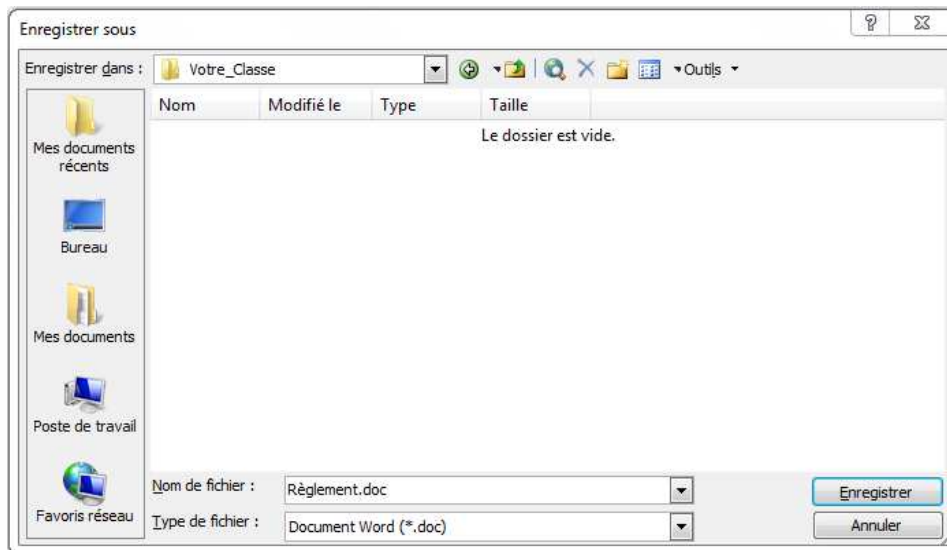 Enregistrer sous
Enregistrer dans : Votre_Classe Outils
Nom Modifié le Type Taille
Le dossier est vide.
Mes documents
récents
Bureau
Mes documents
Poste de travail
Favoris réseau
Nom de fichier : Règlement.doc Enregistrer
Type de fichier : Document Word (*.doc) Annuler